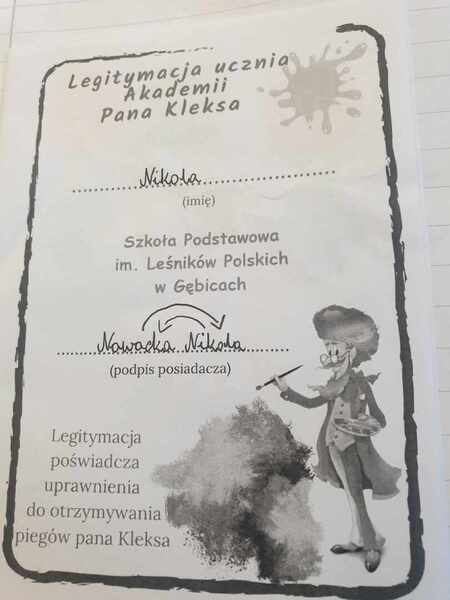 Legitymacja ucznia
Akademii
Pana Kleksa
Nikola
(imię)
Szkoła Podstawowa
im. Leśników Polskich
w Gębicach
Nowacka Nikola
(podpis posiadacza)
Legitymacja
poświadcza
uprawnienia
do otrzymywania
piegów pana Kleksa